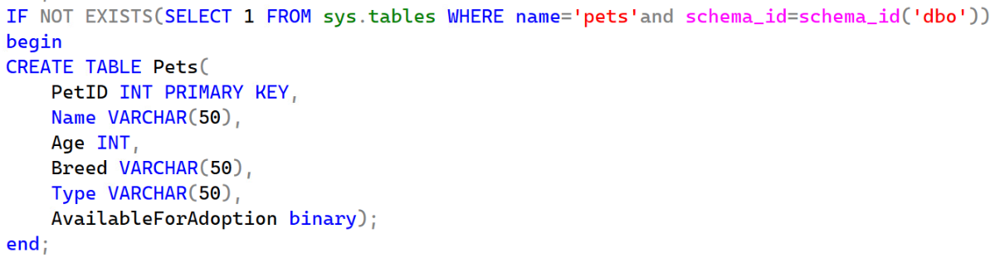 IF NOT EXISTS(SELECT 1 FROM sys.tables WHERE name='pets'and schema_id=schema_id('dbo'))
begin
CREATE TABLE Pets(
    PetID INT PRIMARY KEY,
    Name VARCHAR(50),
    Age INT,
    Breed VARCHAR(50),
    Type VARCHAR(50),
    AvailableForAdoption binary);
end;